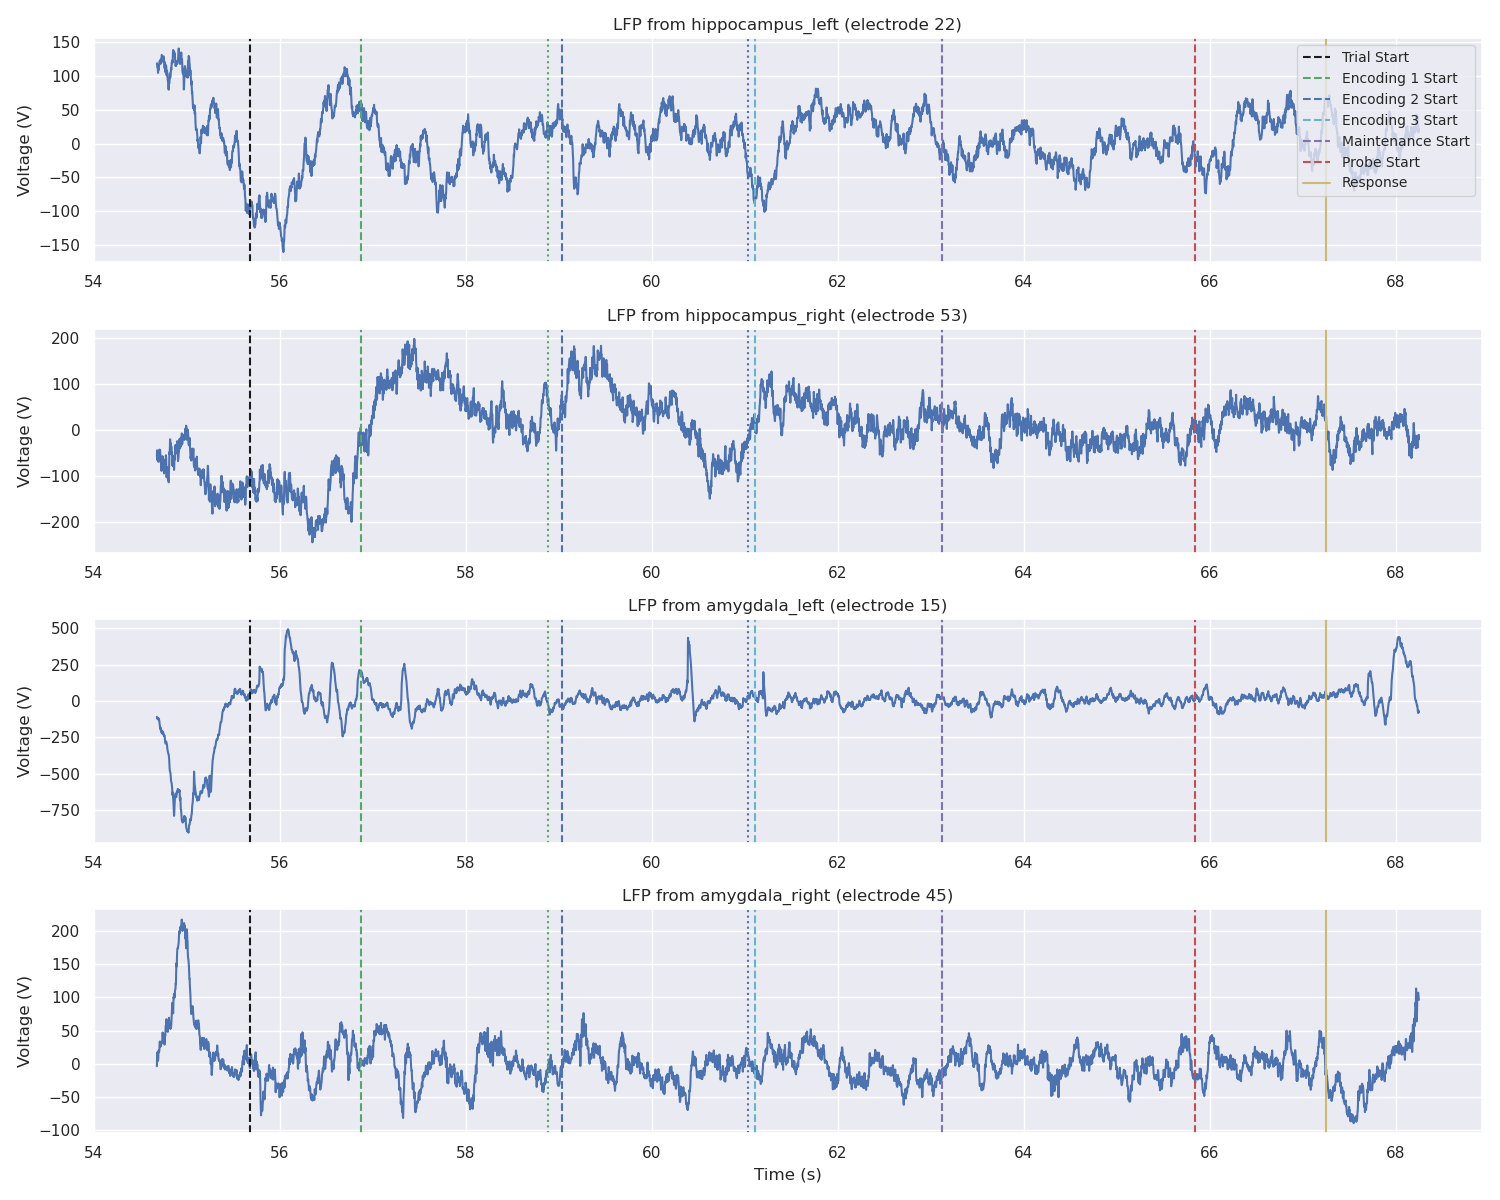 LFP from hippocampus_left (electrode 22)
Voltage (V)
150
100
50
0
−50
−100
−150
54 56 58 60 62 64 66 68
Trial Start
Encoding 1 Start
Encoding 2 Start
Encoding 3 Start
Maintenance Start
Probe Start
Response
LFP from hippocampus_right (electrode 53)
Voltage (V)
200
100
0
−100
−200
54 56 58 60 62 64 66 68
LFP from amygdala_left (electrode 15)
Voltage (V)
500
250
0
−250
−500
−750
54 56 58 60 62 64 66 68
LFP from amygdala_right (electrode 45)
Voltage (V)
200
150
100
50
0
−50
−100
54 56 58 60 62 64 66 68
Time (s)